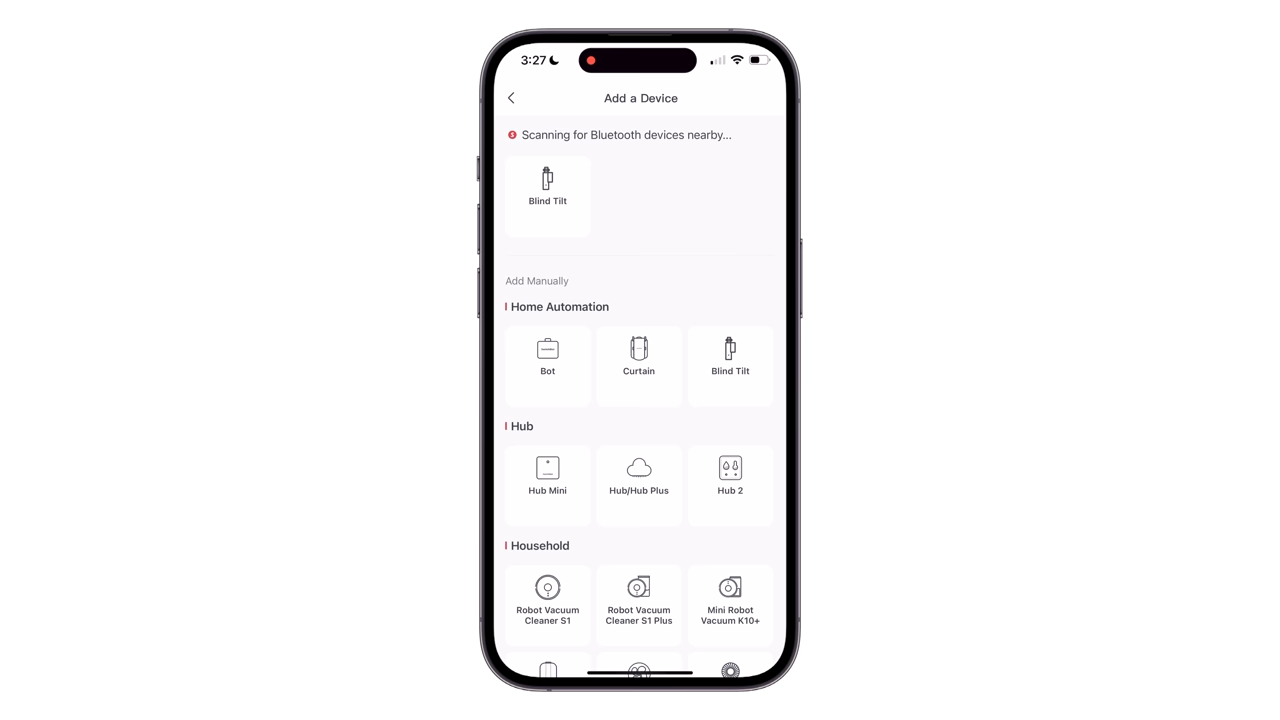 3:27
Add a Device
Scanning for Bluetooth devices nearby...
Blind Tilt
Add Manually
Home Automation
Bot
Curtain
Blind Tilt
Hub
Hub Mini
Hub/Hub Plus
Hub 2
Household
Robot Vacuum
Cleaner S1
Robot Vacuum
Cleaner S1 Plus
Mini Robot
Vacuum K10+